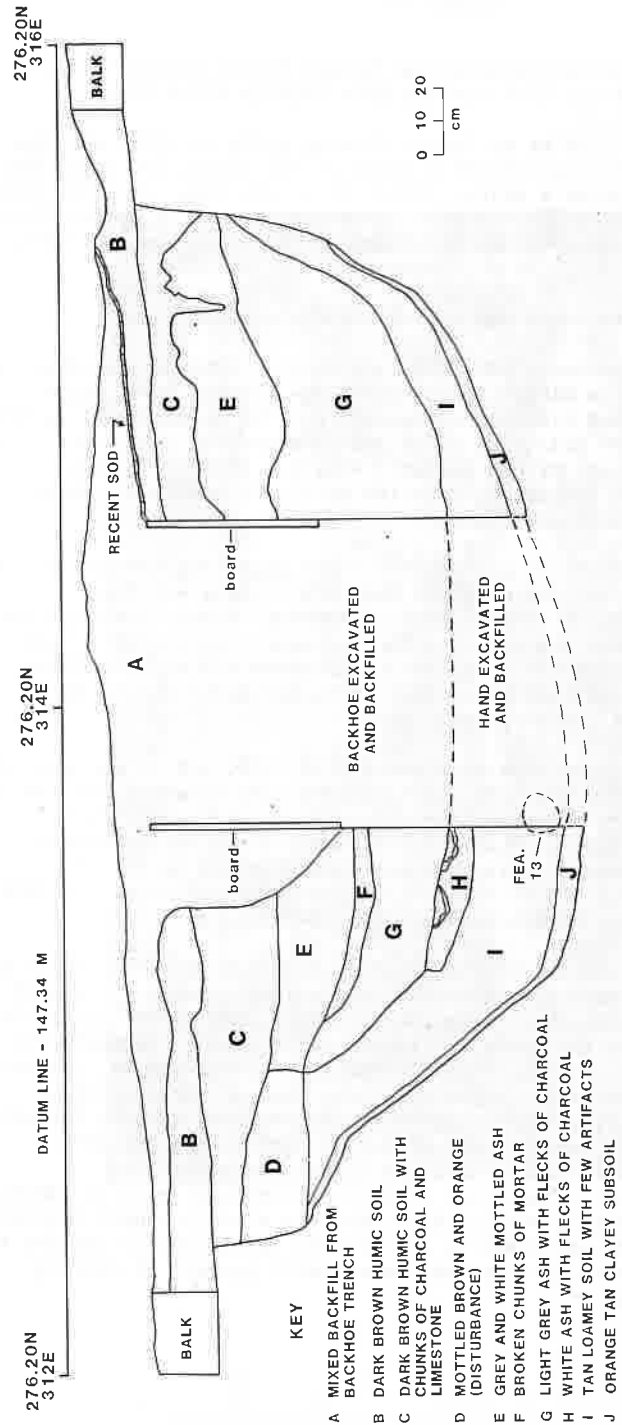 276.20N
312E
DATUM LINE - 147.34 M
276.20N
314E
276.20N
316E
BALK
B
RECENT SOD
B
BALK
A
C
D
E
F
G
H
I
J
board
board
C
E
G
I
J
BACKHOE EXCAVATED
AND BACKFILLED
HAND EXCAVATED
AND BACKFILLED
FEA.
13
0 10 20
cm
KEY
A MIXED BACKFILL FROM
BACKHOE TRENCH
B DARK BROWN HUMIC SOIL
C DARK BROWN HUMIC SOIL WITH
CHUNKS OF CHARCOAL AND
LIMESTONE
D MOTTLED BROWN AND ORANGE
(DISTURBANCE)
E GREY AND WHITE MOTTLED ASH
F BROKEN CHUNKS OF MORTAR
G LIGHT GREY ASH WITH FLECKS OF CHARCOAL
H WHITE ASH WITH FLECKS OF CHARCOAL
I TAN LOAMEY SOIL WITH FEW ARTIFACTS
J ORANGE TAN CLAYEY SUBSOIL